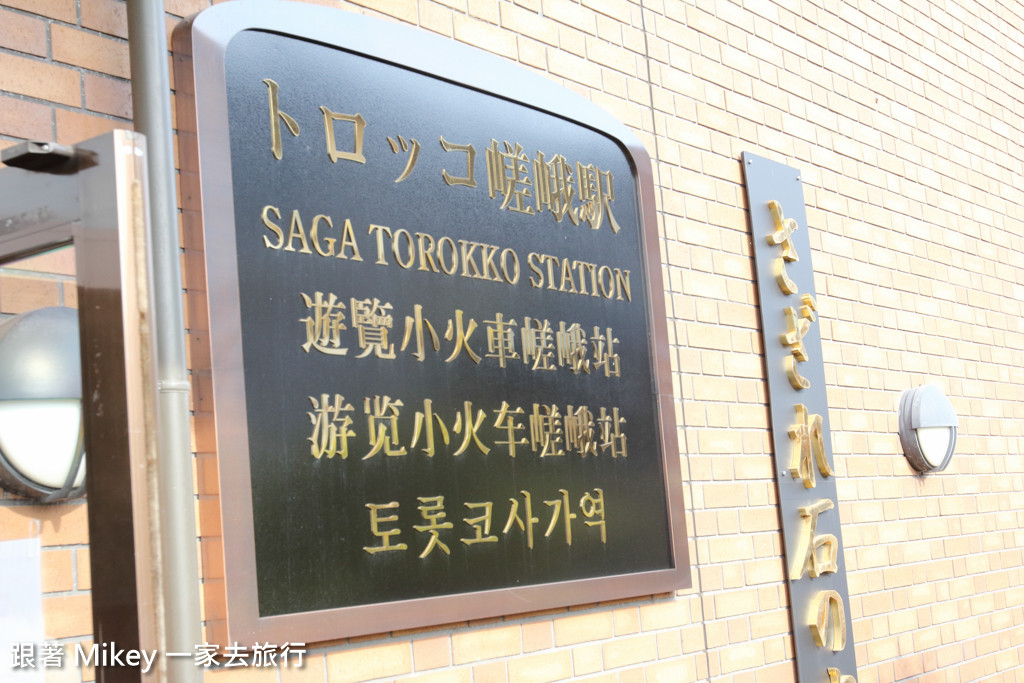 トロッコ嵯峨駅
SAGA TOROKKO STATION
遊覽小火車嵯峨站
游览小火车嵯峨站
토롯코사가역
さざれ石の
跟著 Mikey 一家去旅行